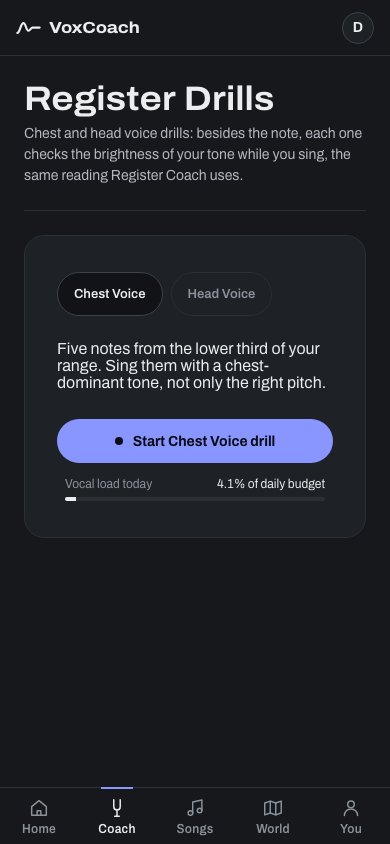 VoxCoach
D
Register Drills
Chest and head voice drills: besides the note, each one
checks the brightness of your tone while you sing, the
same reading Register Coach uses.
Chest Voice
Head Voice
Five notes from the lower third of your
range. Sing them with a chest-
dominant tone, not only the right pitch.
Start Chest Voice drill
Vocal load today
4.1% of daily budget
Home
Coach
Songs
World
You